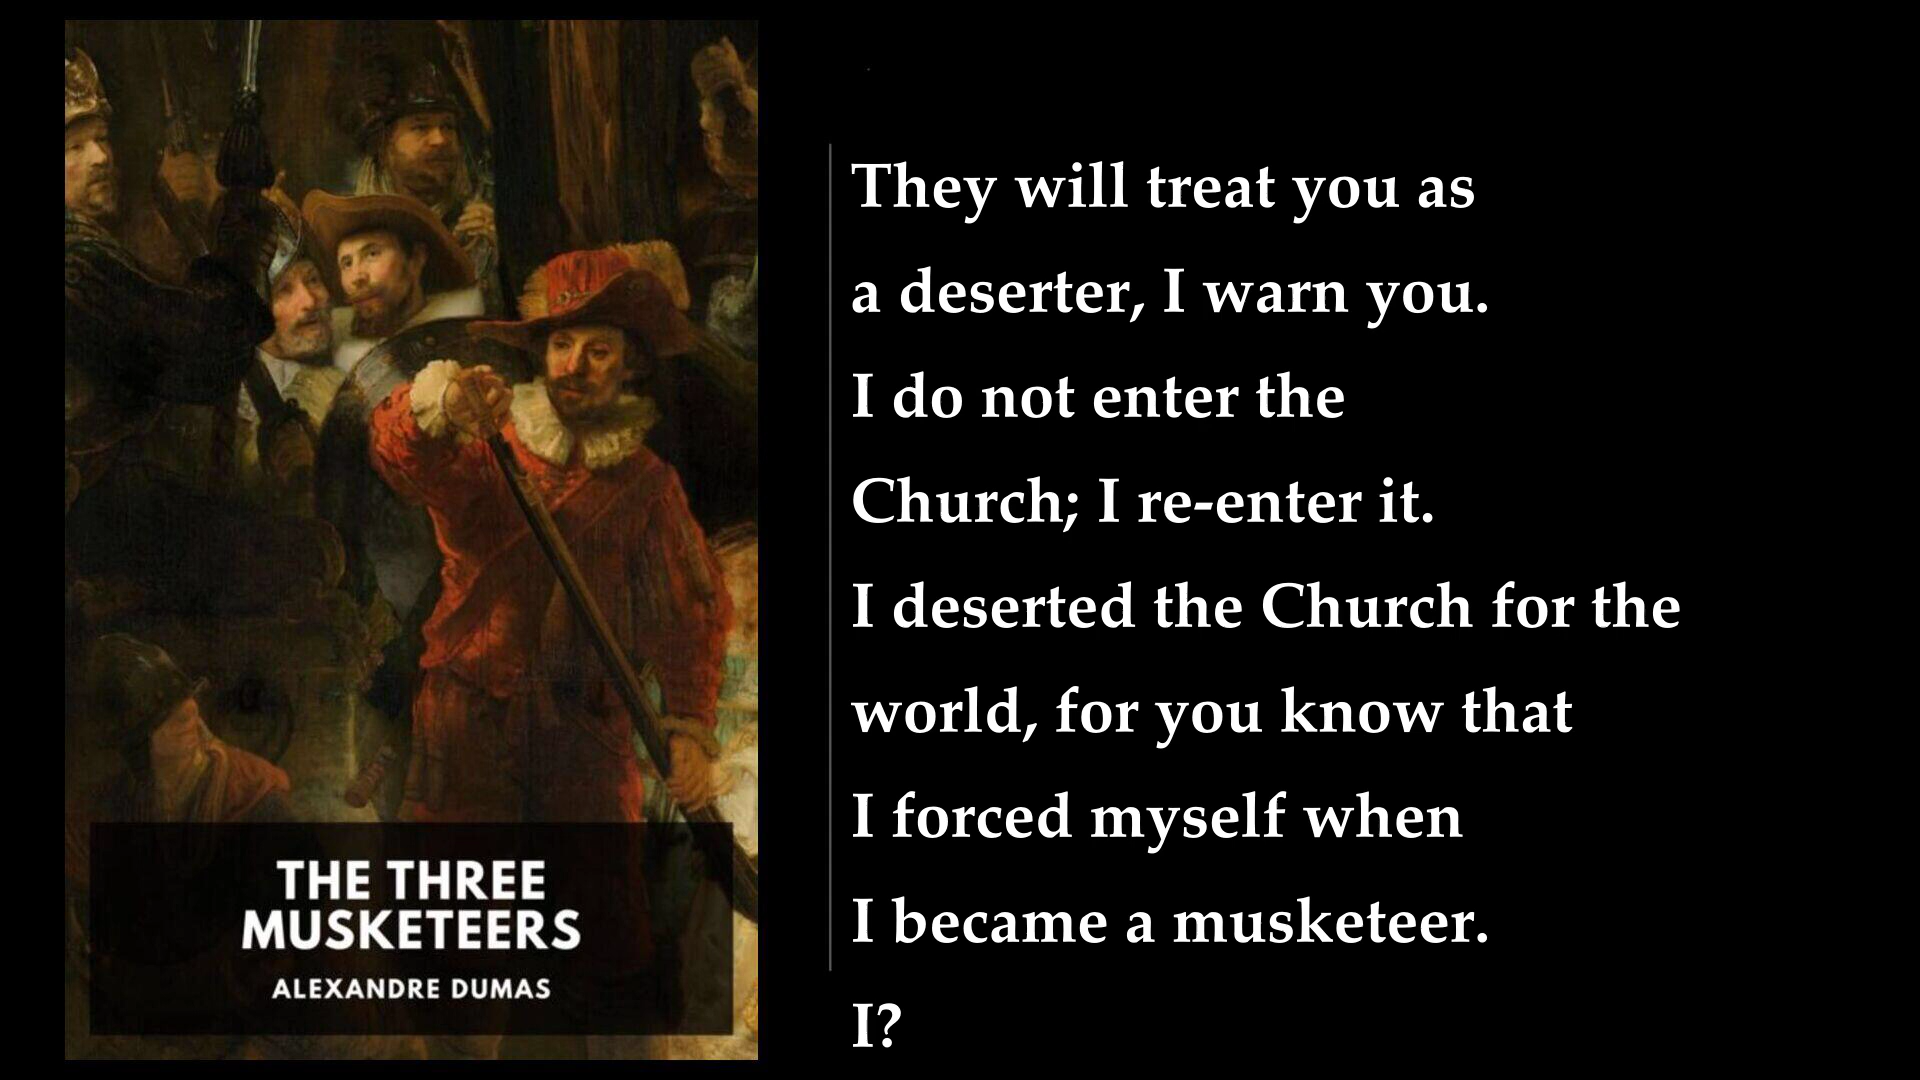 THE THREE
MUSKETEERS
ALEXANDRE DUMAS
They will treat you as
a deserter, I warn you.
I do not enter the
Church; I re-enter it.
I deserted the Church for the
world, for you know that
I forced myself when
I became a musketeer.
I?